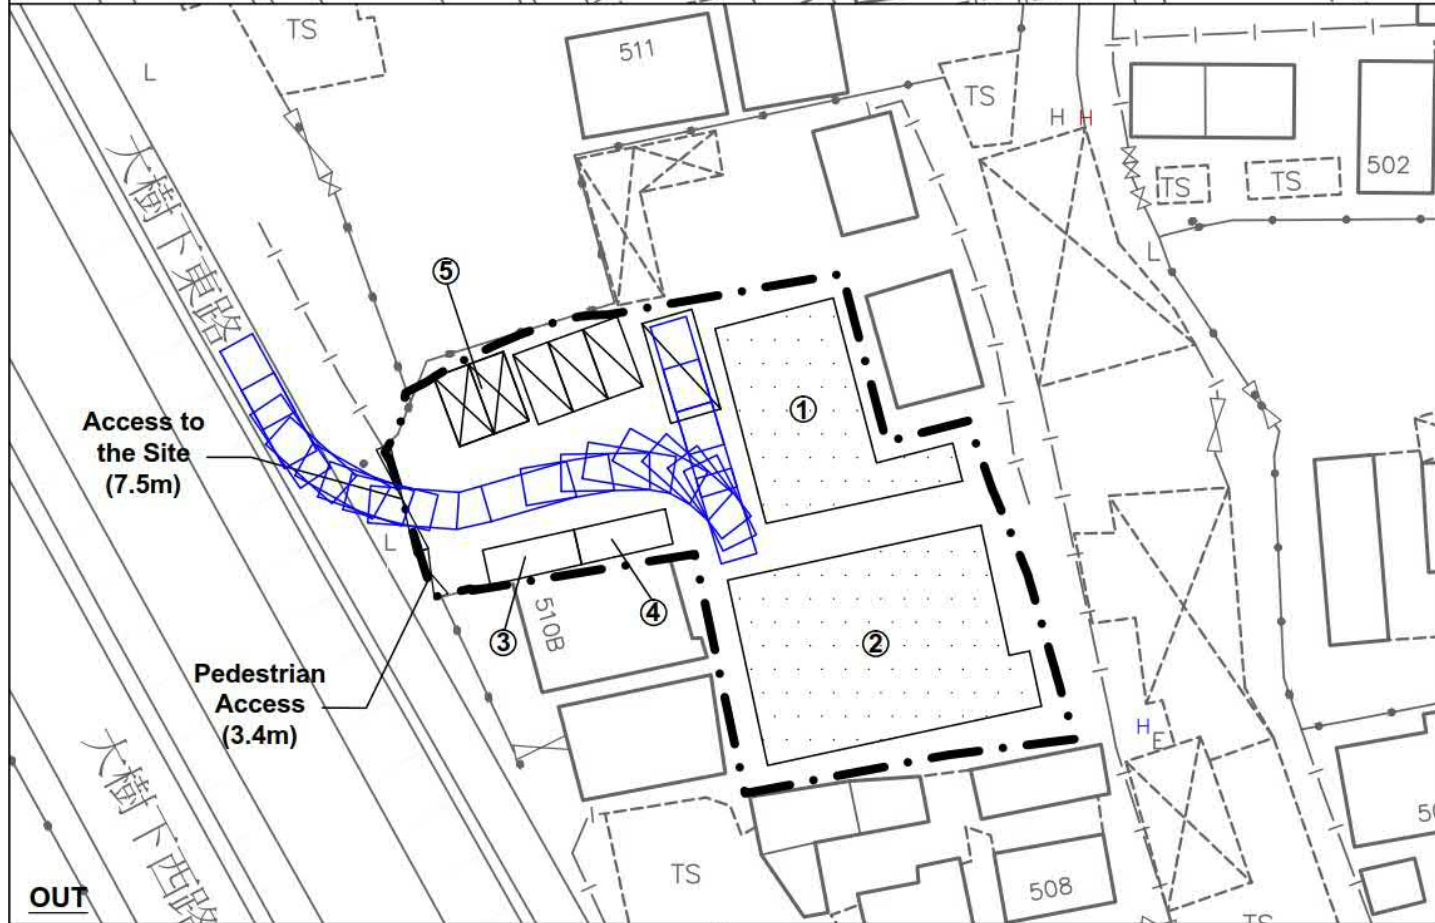 TS
511
L
TS
H H
TS
TS
502
大樹下東路
L
⑤
Access to
the Site
(7.5m)
①
L
③
④
510B
②
Pedestrian
Access
(3.4m)
H
E
大樹下西路
TS
508
OUT
TS